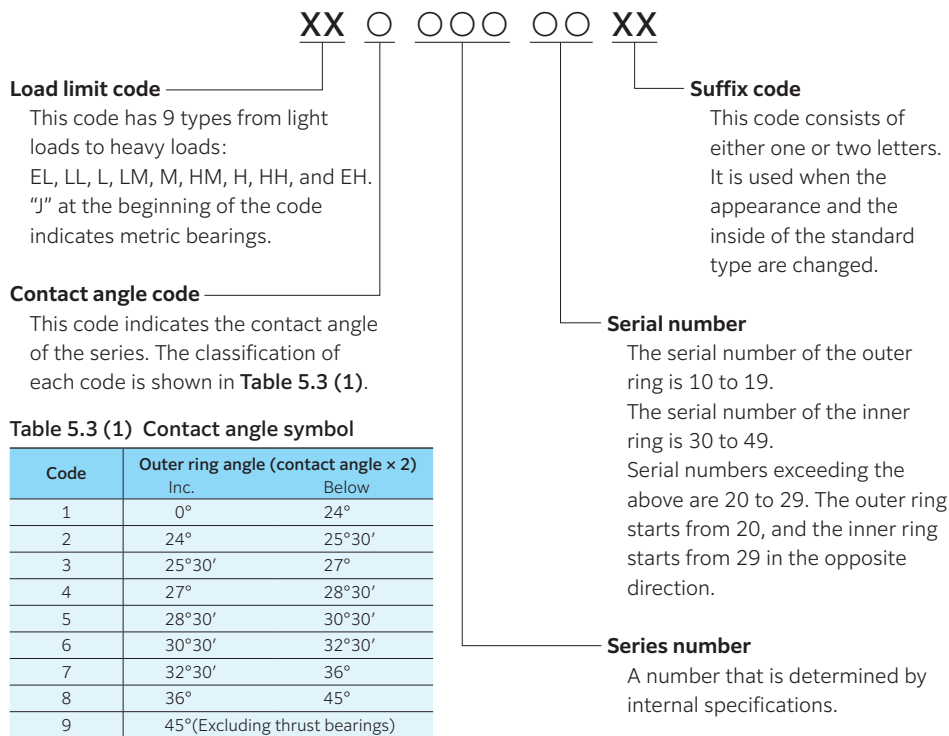 XX ○ ○○○ ○○ XX
Load limit code
This code has 9 types from light
loads to heavy loads:
EL, LL, L, LM, M, HM, H, HH, and EH.
“J” at the beginning of the code
indicates metric bearings.
Contact angle code
This code indicates the contact angle
of the series. The classification of
each code is shown in Table 5.3 (1).
Table 5.3 (1) Contact angle symbol
Code Outer ring angle (contact angle × 2)
Inc. Below
1 0° 24°
2 24° 25°30′
3 25°30′ 27°
4 27° 28°30′
5 28°30′ 30°30′
6 30°30′ 32°30′
7 32°30′ 36°
8 36° 45°
9 45°(Excluding thrust bearings)
Suffix code
This code consists of
either one or two letters.
It is used when the
appearance and the
inside of the standard
type are changed.
Serial number
The serial number of the outer
ring is 10 to 19.
The serial number of the inner
ring is 30 to 49.
Serial numbers exceeding the
above are 20 to 29. The outer ring
starts from 20, and the inner ring
starts from 29 in the opposite
direction.
Series number
A number that is determined by
internal specifications.